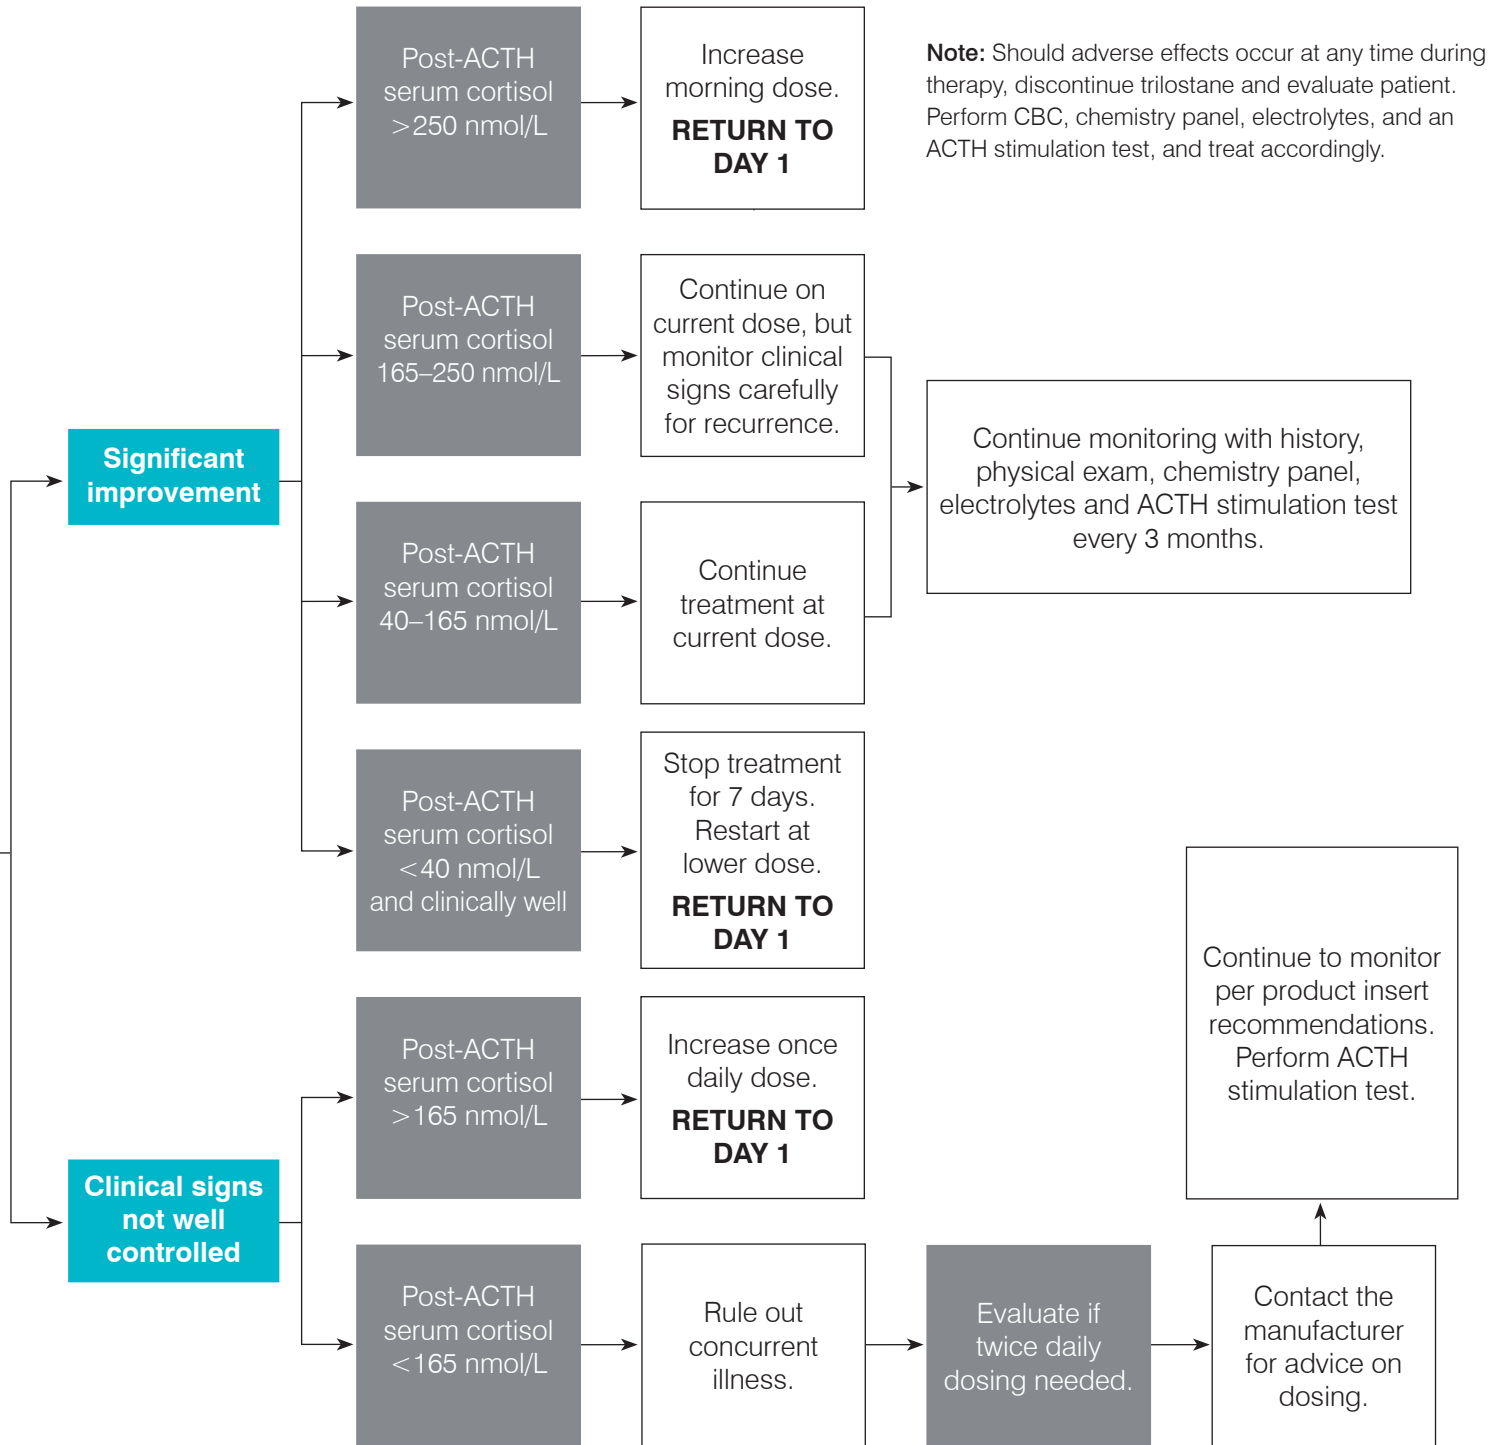 Post-ACTH
serum cortisol
>250 nmol/L
Increase
morning dose.
RETURN TO
DAY 1
Note: Should adverse effects occur at any time during
therapy, discontinue trilostane and evaluate patient.
Perform CBC, chemistry panel, electrolytes, and an
ACTH stimulation test, and treat accordingly.
Post-ACTH
serum cortisol
165–250 nmol/L
Continue on
current dose, but
monitor clinical
signs carefully
for recurrence.
Significant
improvement
Continue monitoring with history,
physical exam, chemistry panel,
electrolytes and ACTH stimulation test
every 3 months.
Post-ACTH
serum cortisol
40–165 nmol/L
Continue
treatment at
current dose.
Post-ACTH
serum cortisol
<40 nmol/L
and clinically well
Stop treatment
for 7 days.
Restart at
lower dose.
RETURN TO
DAY 1
Post-ACTH
serum cortisol
>165 nmol/L
Increase once
daily dose.
RETURN TO
DAY 1
Continue to monitor
per product insert
recommendations.
Perform ACTH
stimulation test.
Clinical signs
not well
controlled
Post-ACTH
serum cortisol
<165 nmol/L
Rule out
concurrent
illness.
Evaluate if
twice daily
dosing needed.
Contact the
manufacturer
for advice on
dosing.